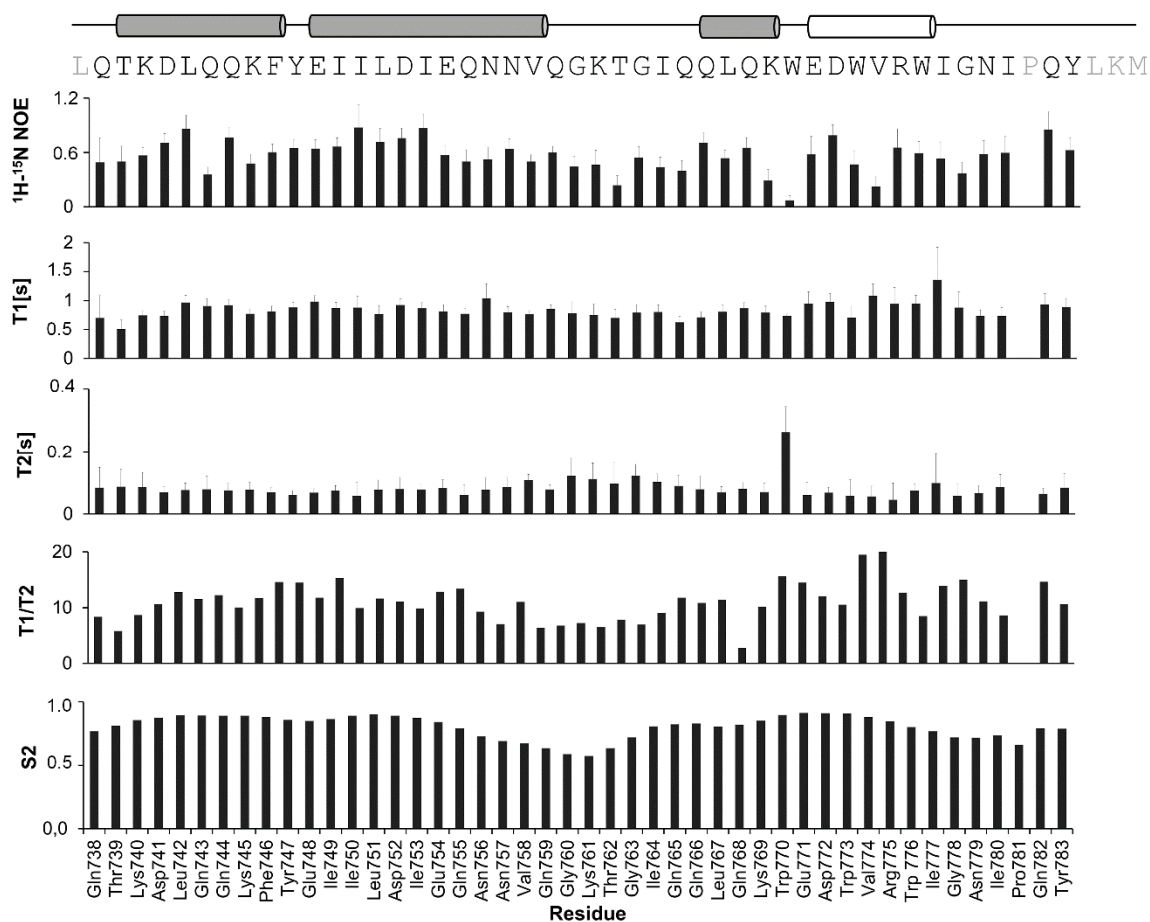 LQTKDLQQKFYEIILDIEQNNVQGKTGIQQLQKWEDWVRWIGNIPQYLKM
¹H-¹⁵N NOE
1.2
0.6
0
T1[s]
2
1.5
1
0.5
0
T2[s]
0.4
0.2
0
T1/T2
20
10
0
S2
1.0
0.5
0,0
Gln738
Thr739
Lys740
Asp741
Leu742
Gln743
Gln744
Lys745
Phe746
Tyr747
Glu748
Ile749
Ile750
Leu751
Asp752
Ile753
Glu754
Gln755
Asn756
Asn757
Val758
Gln759
Gly760
Lys761
Thr762
Gly763
Ile764
Gln765
Gln766
Leu767
Gln768
Lys769
Trp770
Glu771
Asp772
Trp773
Val774
Arg775
Trp 776
Ile777
Gly778
Asn779
Ile780
Pro781
Gln782
Tyr783
Residue